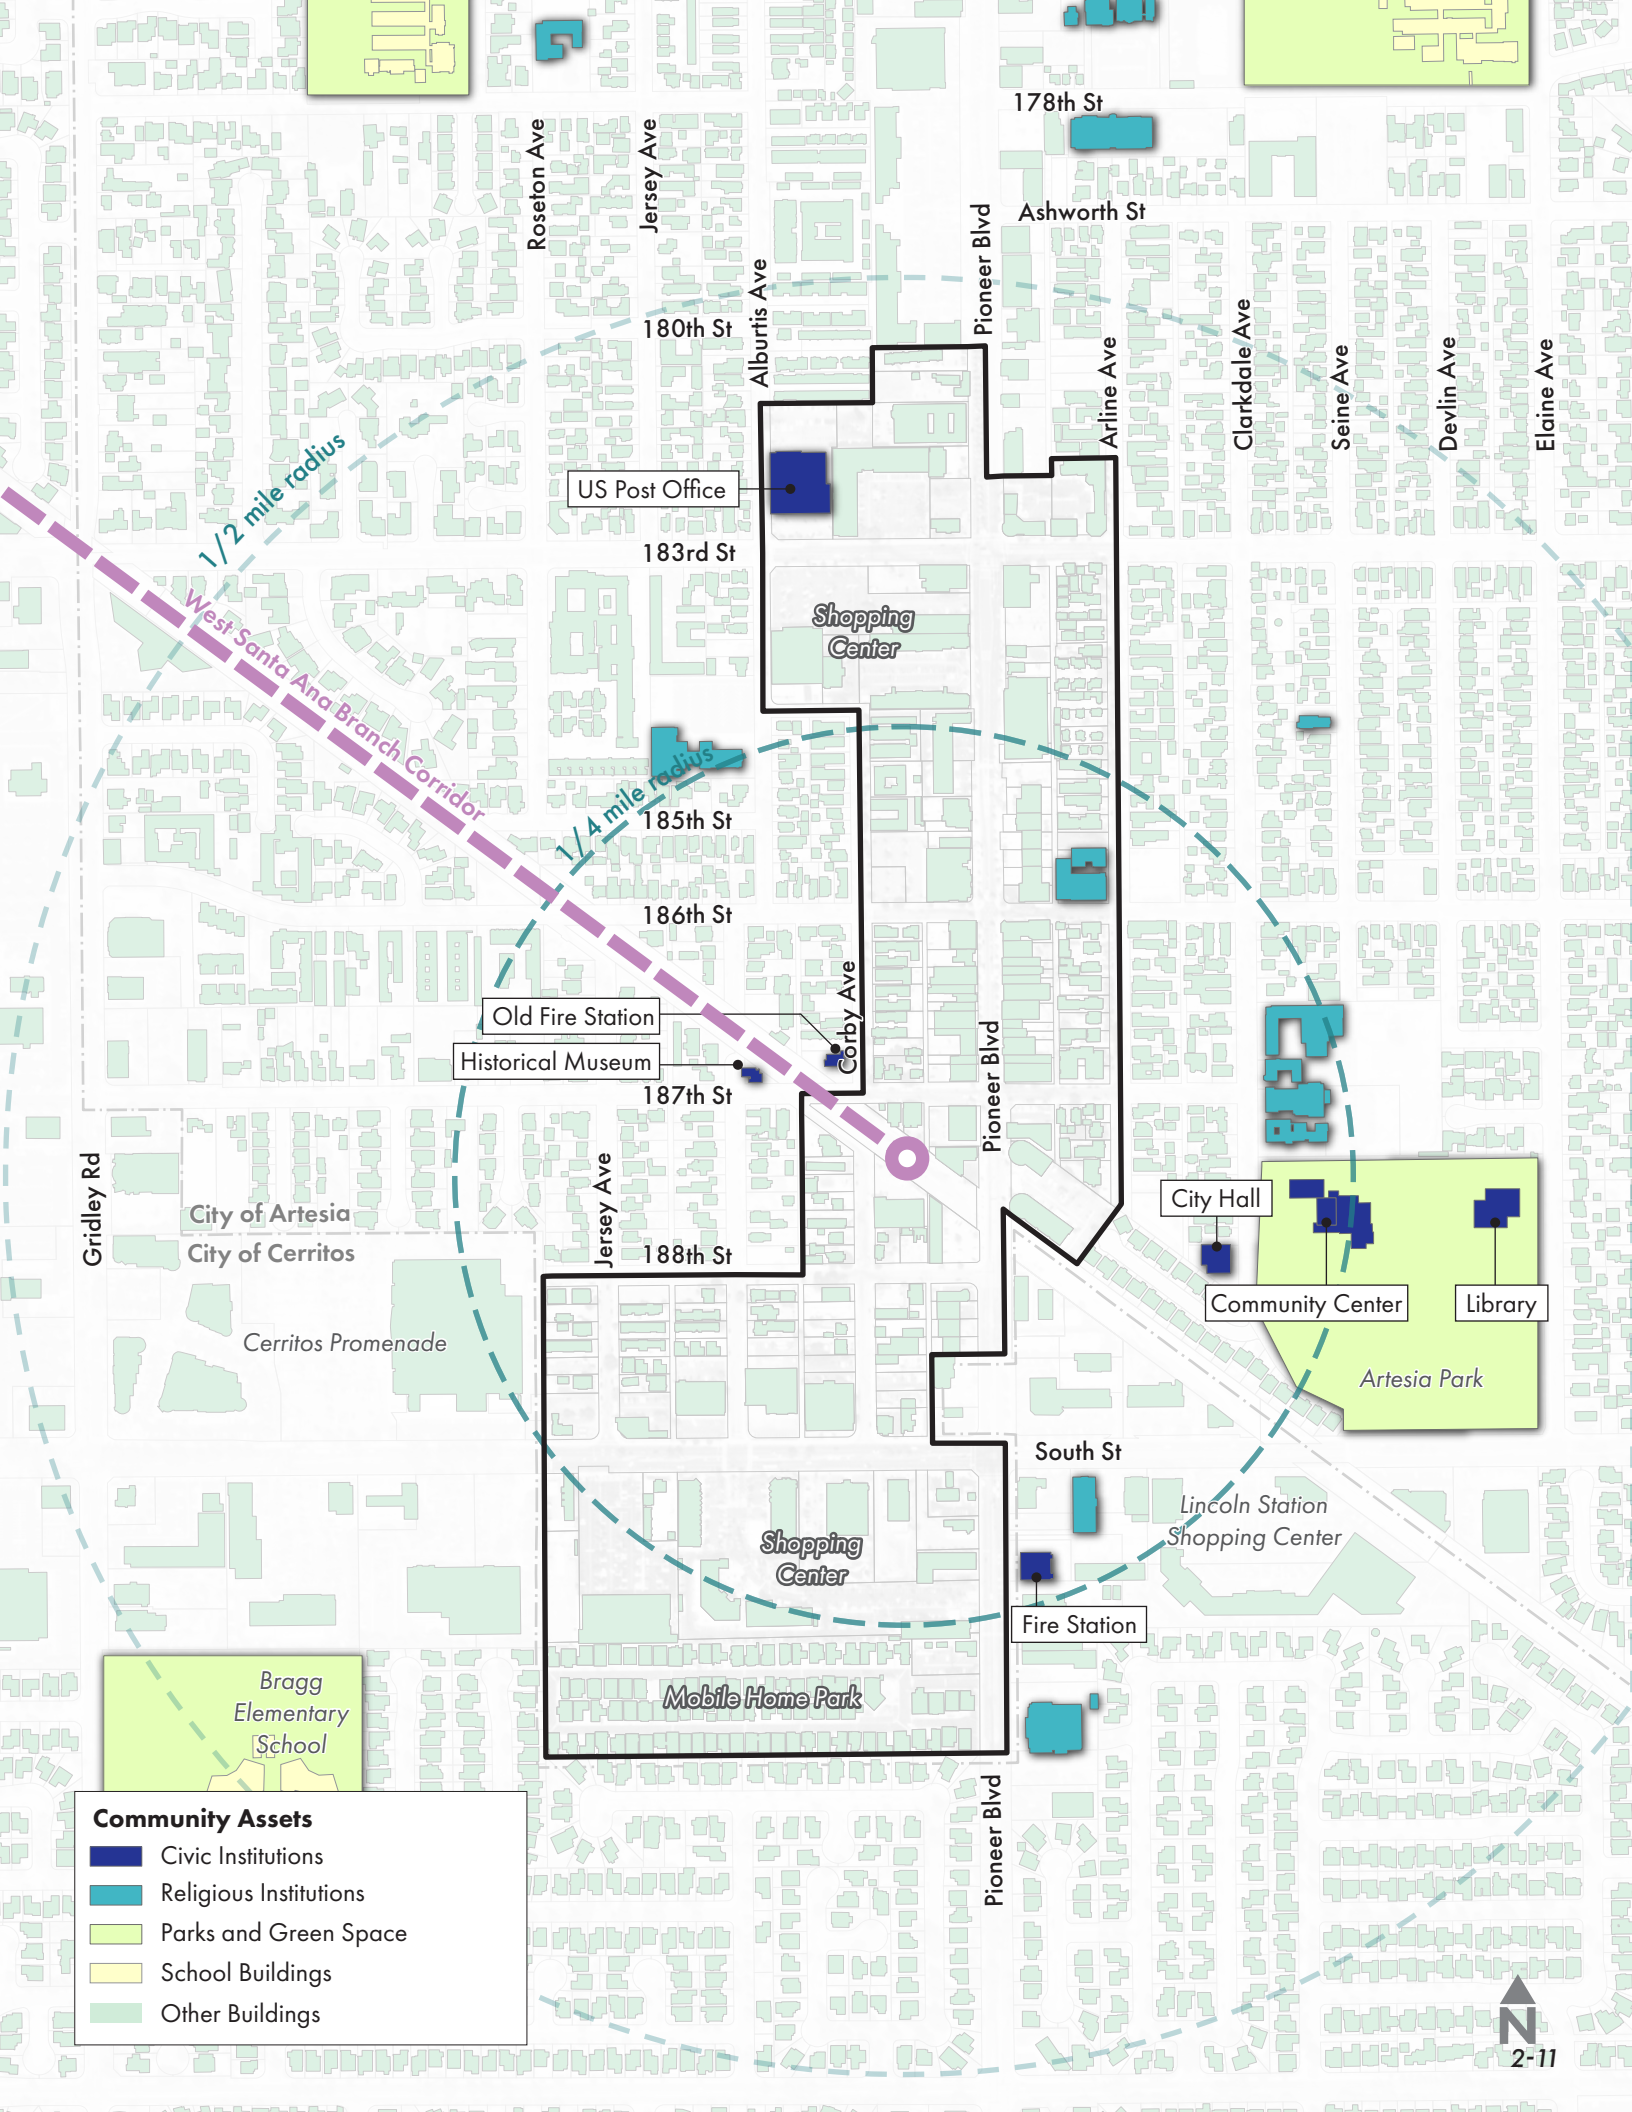 178th St
Roseton Ave
Jersey Ave
Ashworth St
Pioneer Blvd
Alburtis Ave
180th St
Arline Ave
Clarkdale Ave
Seine Ave
Devlin Ave
Elaine Ave
1/2 mile radius
US Post Office
183rd St
West Santa Ana Branch Corridor
Shopping
Center
1/4 mile radius
185th St
186th St
Corby Ave
Old Fire Station
Historical Museum
187th St
Pioneer Blvd
Gridley Rd
Jersey Ave
City of Artesia
City of Cerritos
188th St
City Hall
Community Center
Library
Cerritos Promenade
Artesia Park
South St
Lincoln Station
Shopping Center
Shopping
Center
Fire Station
Bragg
Elementary
School
Mobile Home Park
Pioneer Blvd
Community Assets
Civic Institutions
Religious Institutions
Parks and Green Space
School Buildings
Other Buildings
N
2-11